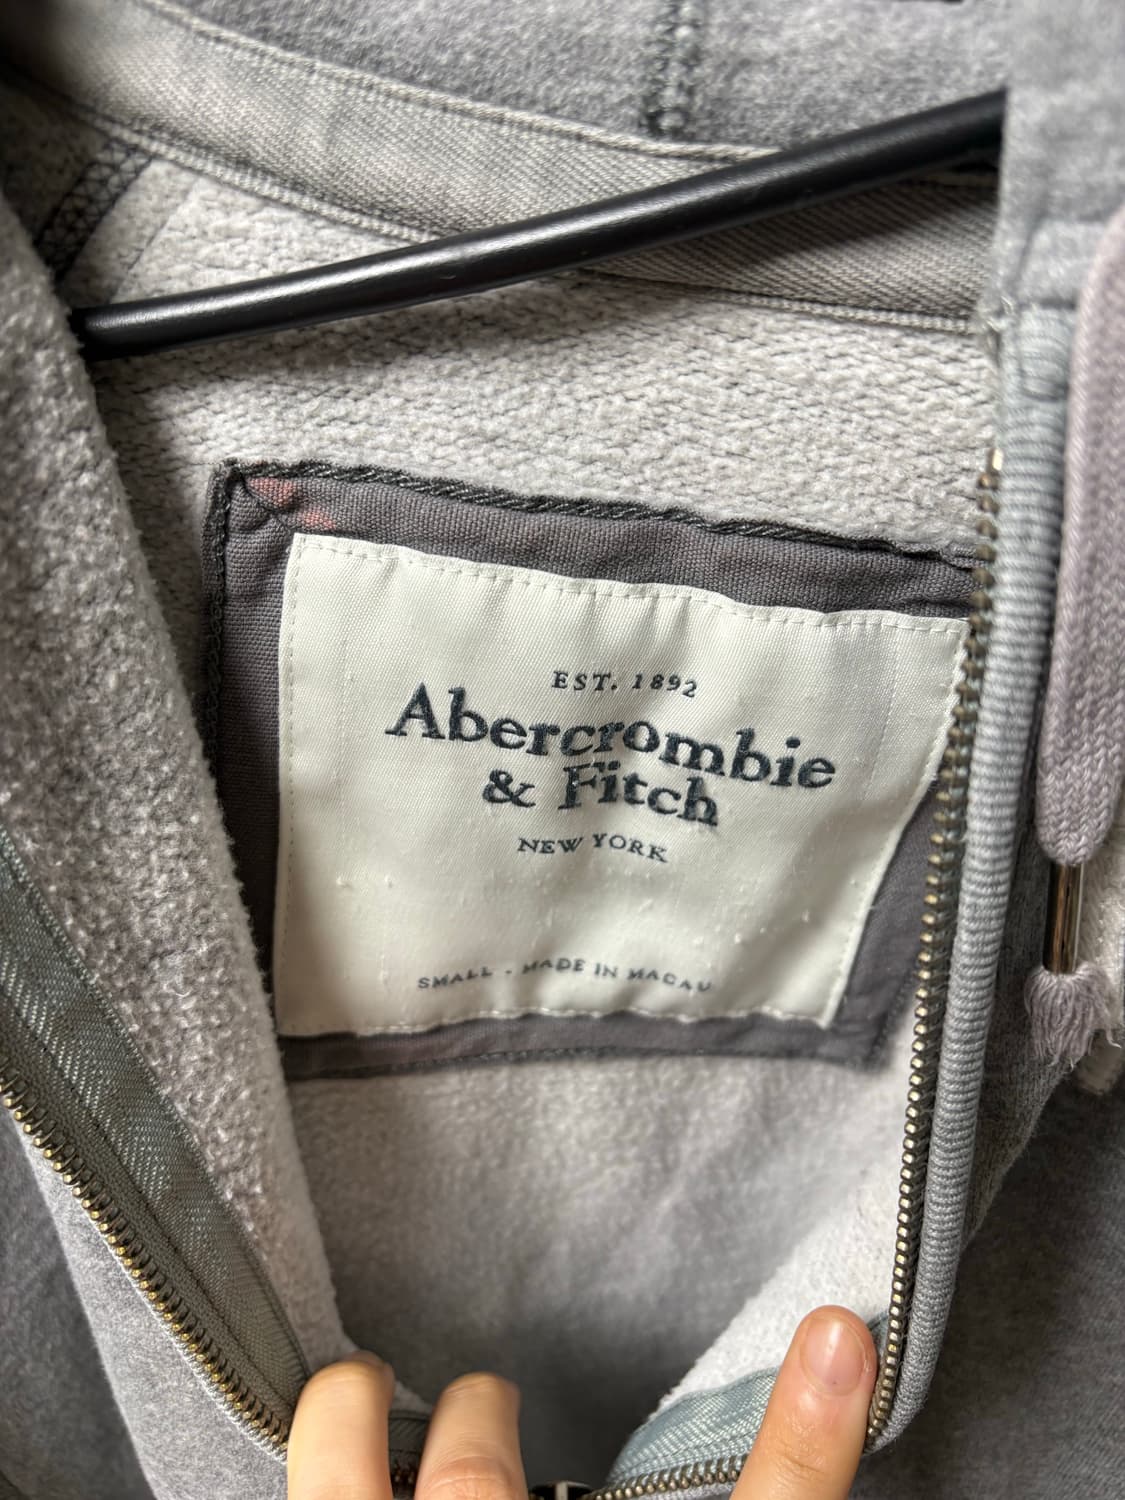 EST. 1892
Abercrombie
& Fitch
NEW YORK
SMALL - MADE IN MACAU